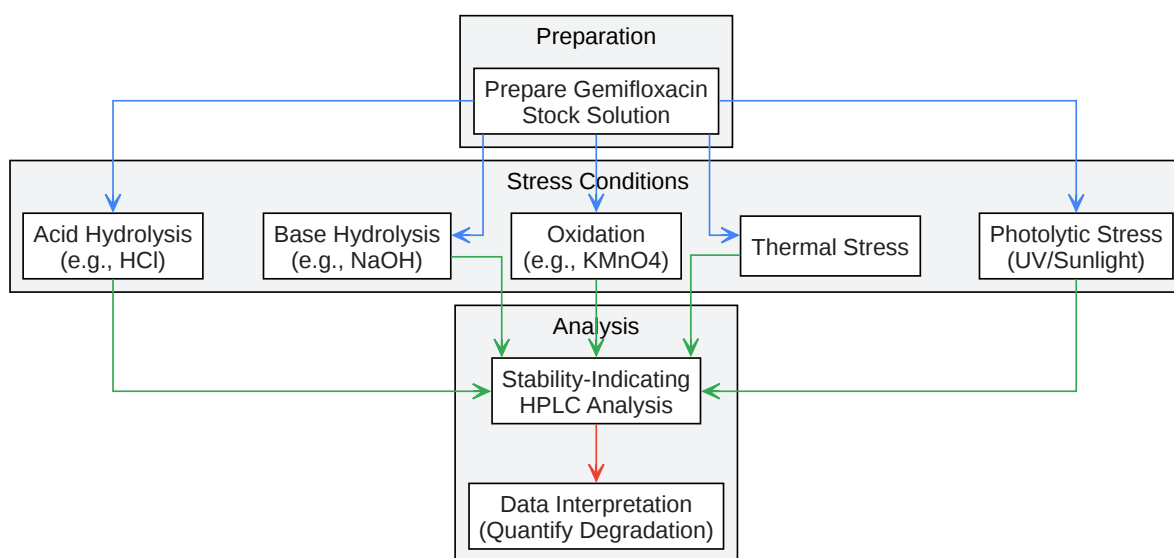 Preparation
Prepare Gemifloxacin
Stock Solution
Stress Conditions
Acid Hydrolysis
(e.g., HCl)
Base Hydrolysis
(e.g., NaOH)
Oxidation
(e.g., KMnO4)
Thermal Stress
Photolytic Stress
(UV/Sunlight)
Analysis
Stability-Indicating
HPLC Analysis
Data Interpretation
(Quantify Degradation)